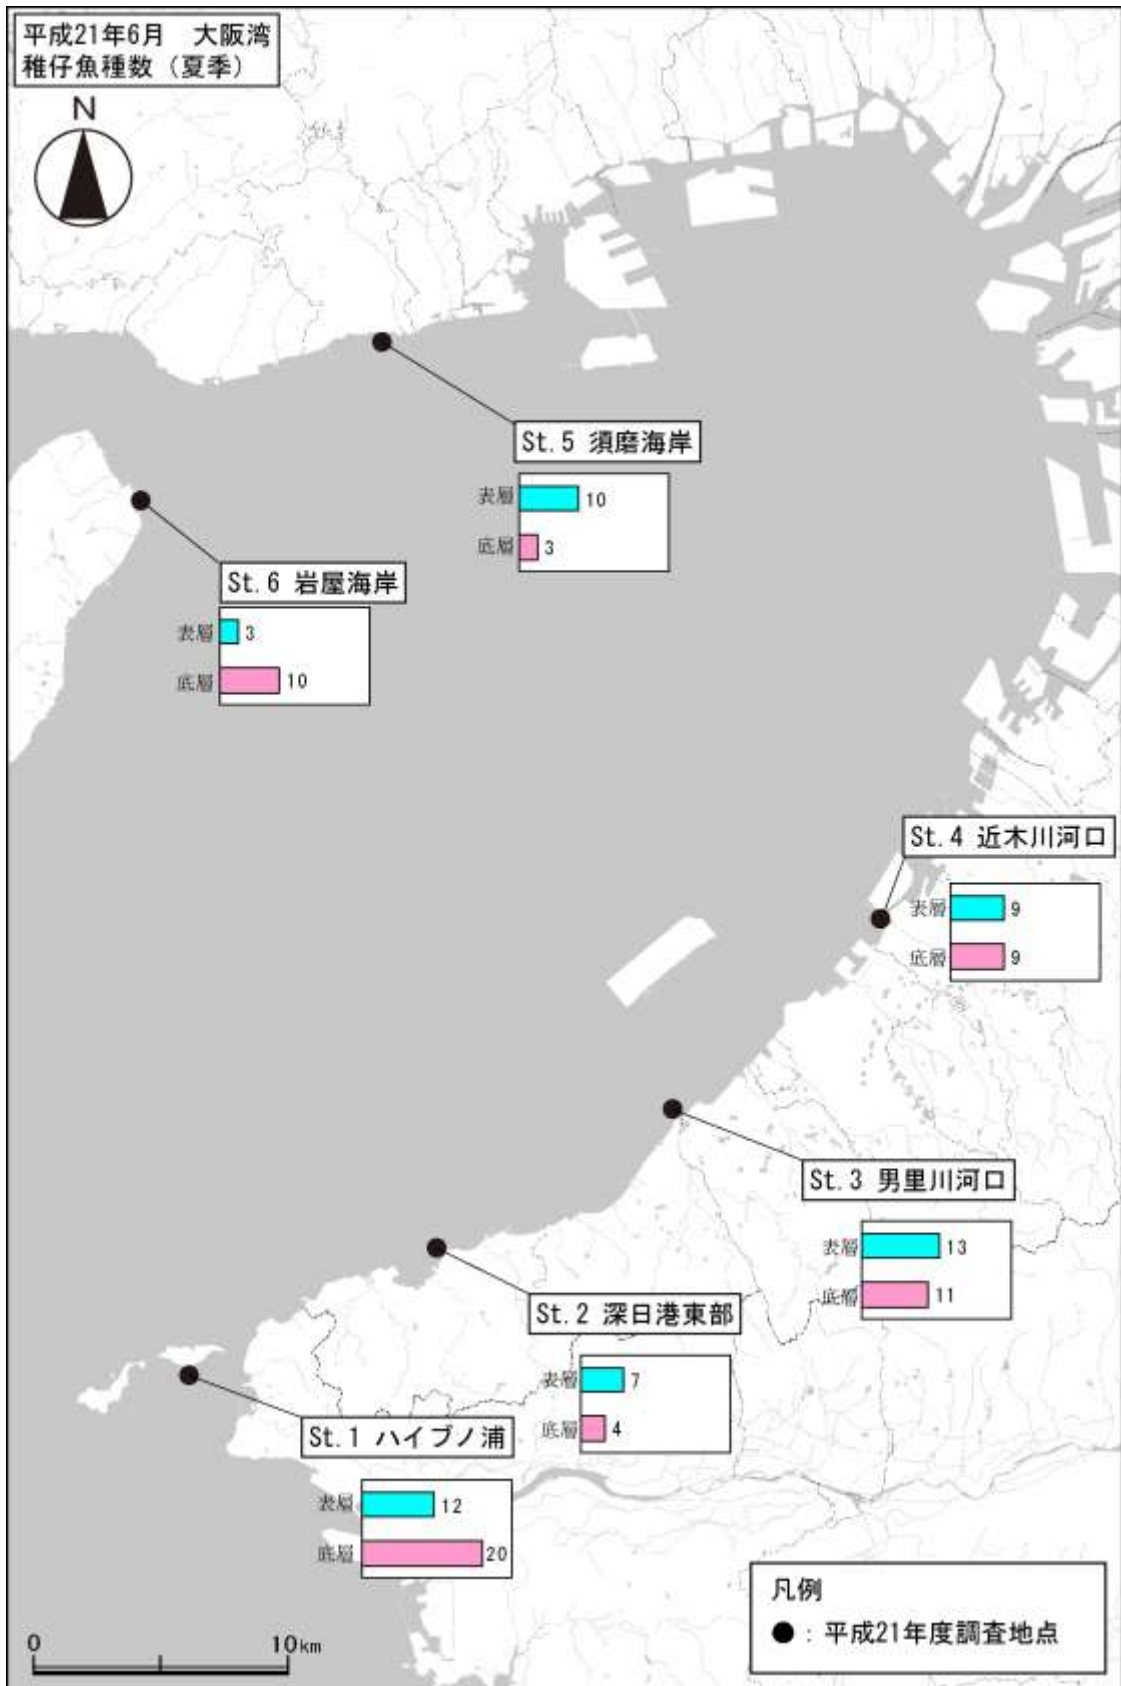 平成21年6月　大阪湾
稚仔魚種数（夏季）
N
St.5 須磨海岸
表層 10
底層 3
St.6 岩屋海岸
表層 3
底層 10
St.4 近木川河口
表層 9
底層 9
St.3 男里川河口
表層 13
底層 11
St.2 深日港東部
表層 7
底層 4
St.1 ハイブノ浦
表層 12
底層 20
凡例
●：平成21年度調査地点
0 10km